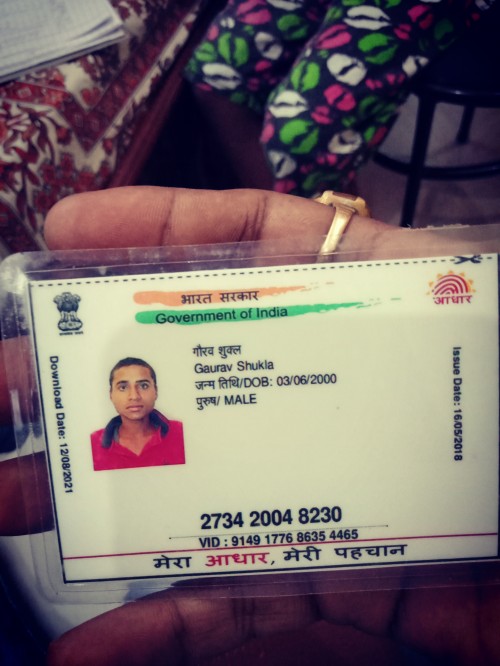 भारत सरकार
Government of India
आधार
Download Date: 12/08/2021
गौरव शुक्ल
Gaurav Shukla
जन्म तिथि/DOB: 03/06/2000
पुरुष/ MALE
Issue Date: 16/05/2018
2734 2004 8230
VID : 9149 1776 8635 4465
मेरा आधार, मेरी पहचान